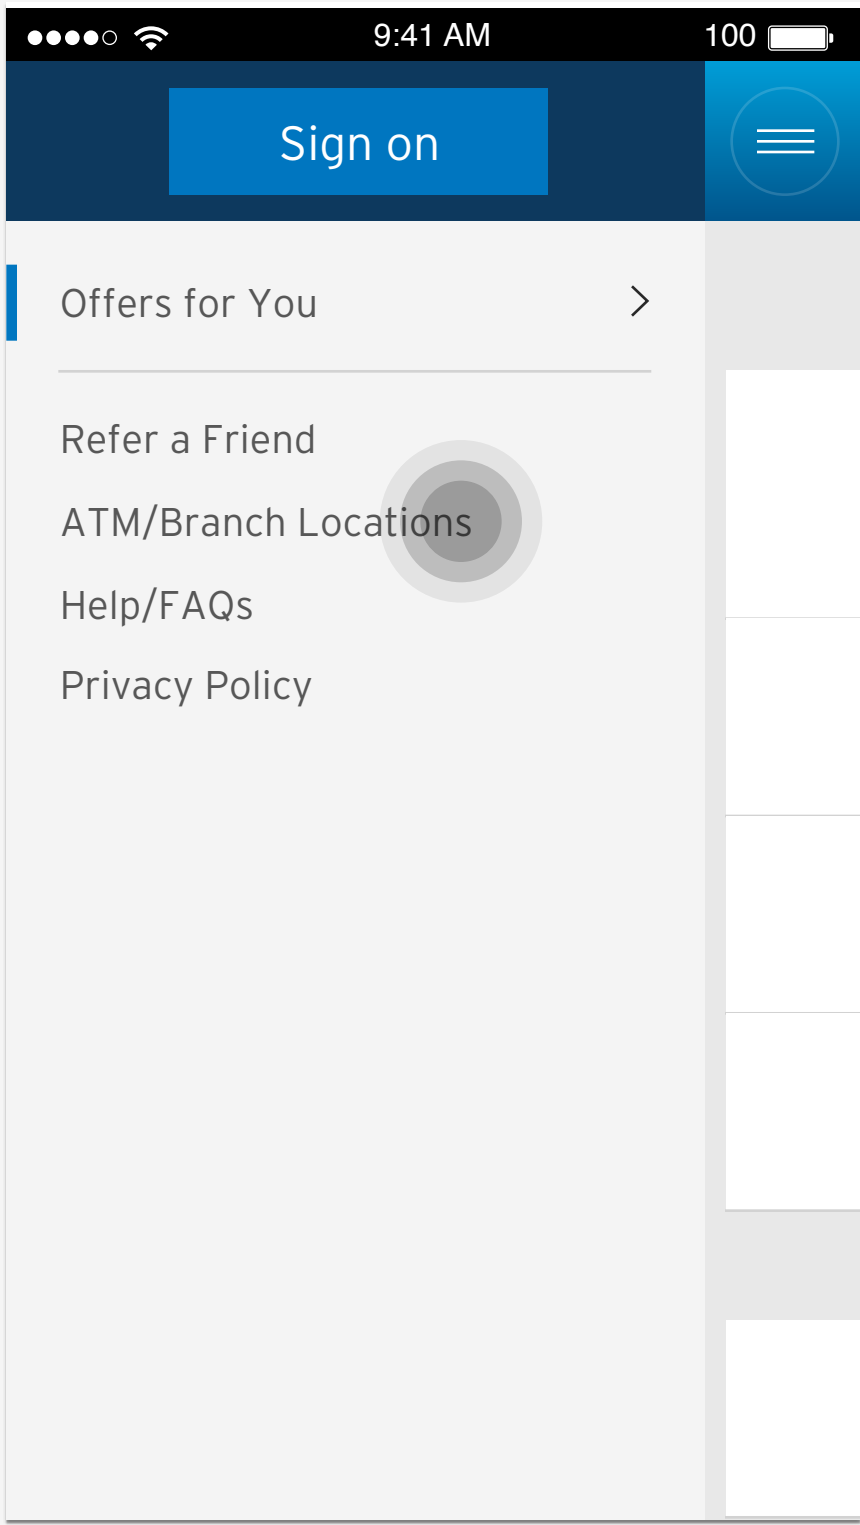 9:41 AM
100
Sign on
Offers for You
Refer a Friend
ATM/Branch Locations
Help/FAQs
Privacy Policy